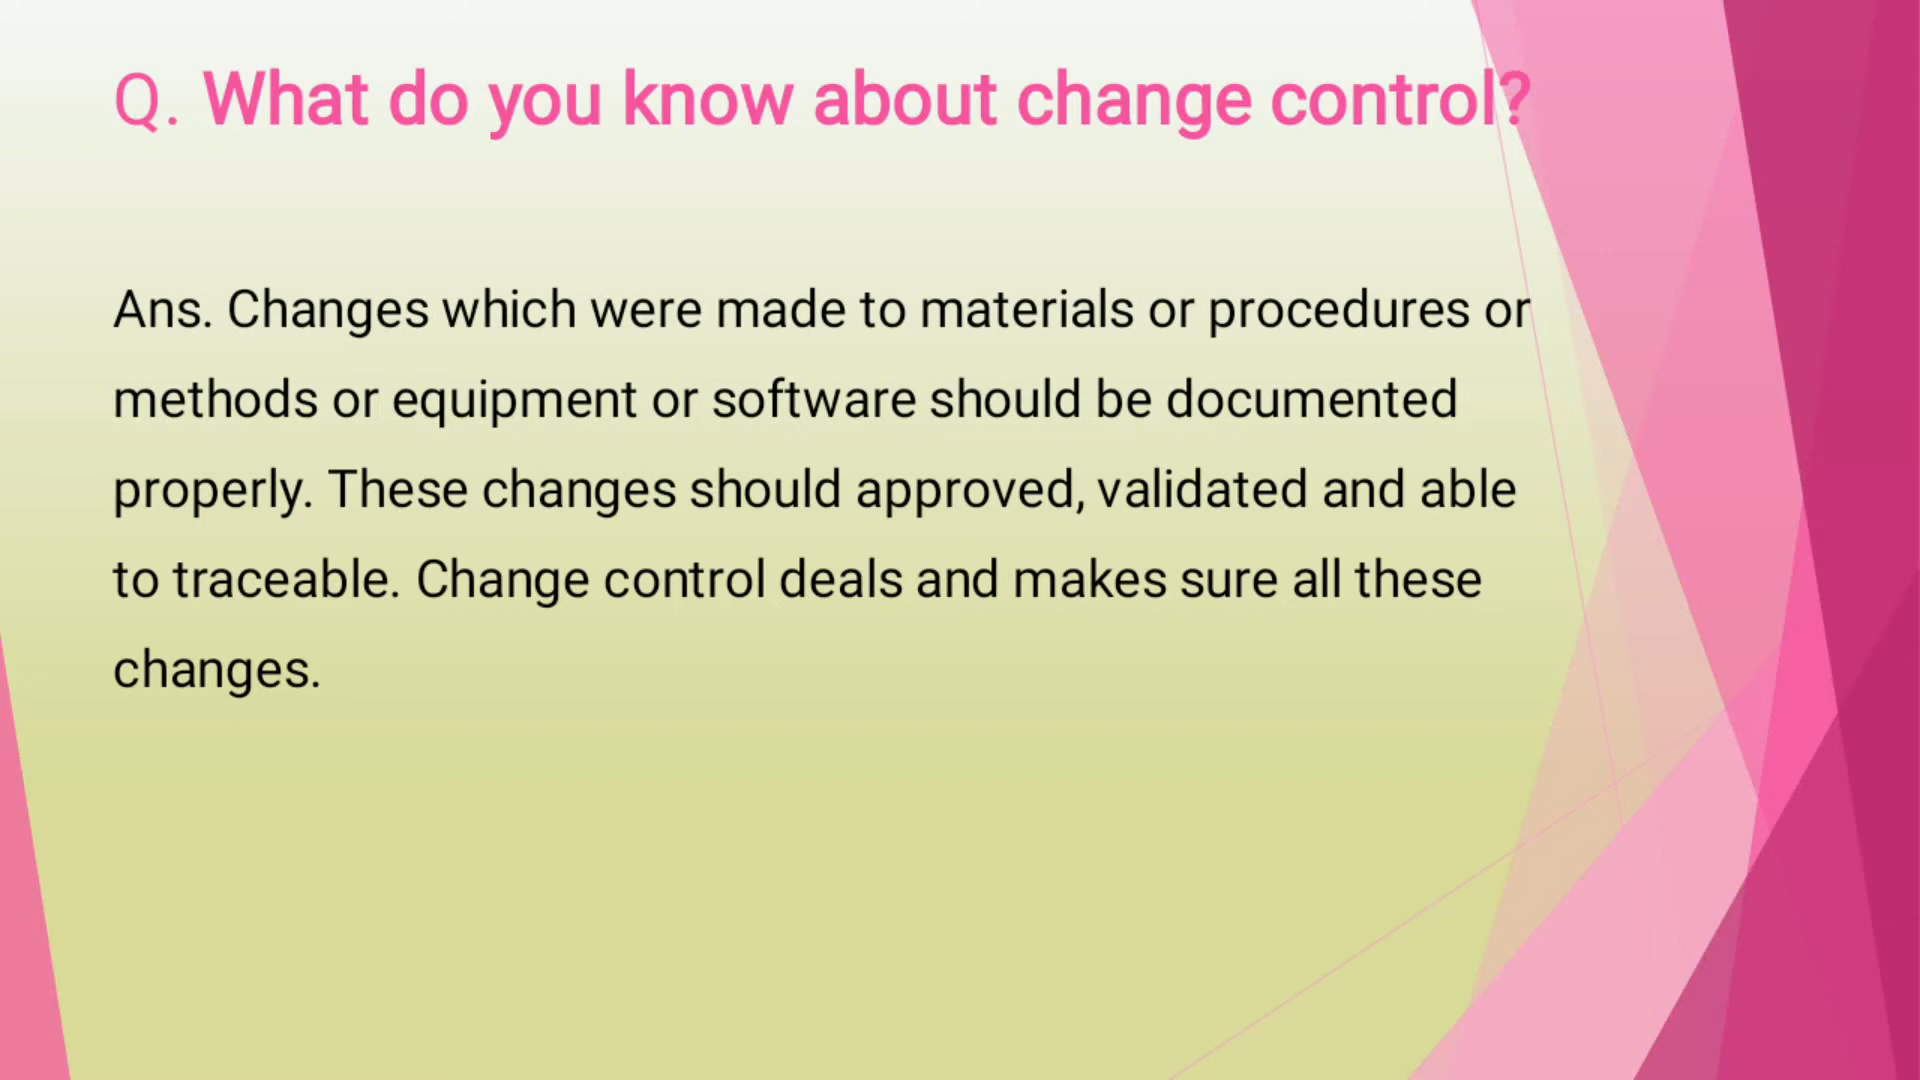 Q. What do you know about change control?
Ans. Changes which were made to materials or procedures or
methods or equipment or software should be documented
properly. These changes should approved, validated and able
to traceable. Change control deals and makes sure all these
changes.